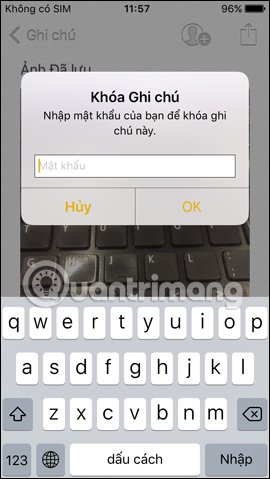 Không có SIM 11:57 96%
Ghi chú
Ảnh Đã lưu
Khóa Ghi chú
Nhập mật khẩu của bạn để khóa ghi
chú này.
Mật khẩu
Hủy OK
Quantrimang
q w e r t y u i o p
a s d f g h j k l
z x c v b n m
123 dấu cách Nhập